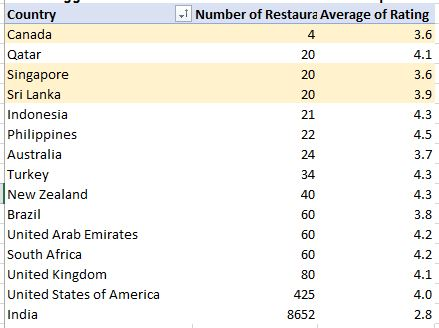 Country Number of Restaura Average of Rating
Canada 4 3.6
Qatar 20 4.1
Singapore 20 3.6
Sri Lanka 20 3.9
Indonesia 21 4.3
Philippines 22 4.5
Australia 24 3.7
Turkey 34 4.3
New Zealand 40 4.3
Brazil 60 3.8
United Arab Emirates 60 4.2
South Africa 60 4.2
United Kingdom 80 4.1
United States of America 425 4.0
India 8652 2.8